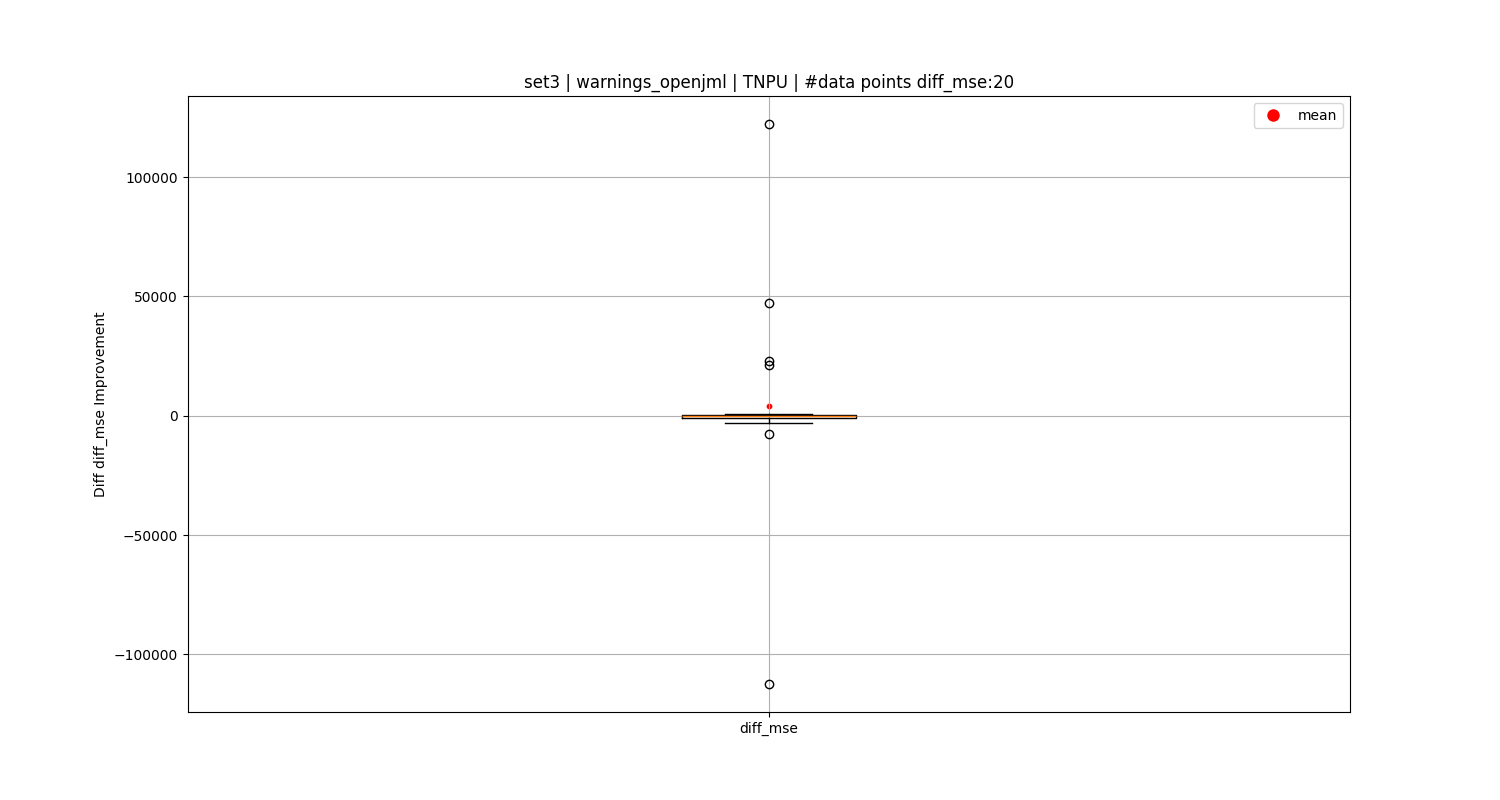 set3 | warnings_openjml | TNPU | #data points diff_mse:20
mean
100000
50000
0
−50000
−100000
Diff diff_mse Improvement
diff_mse